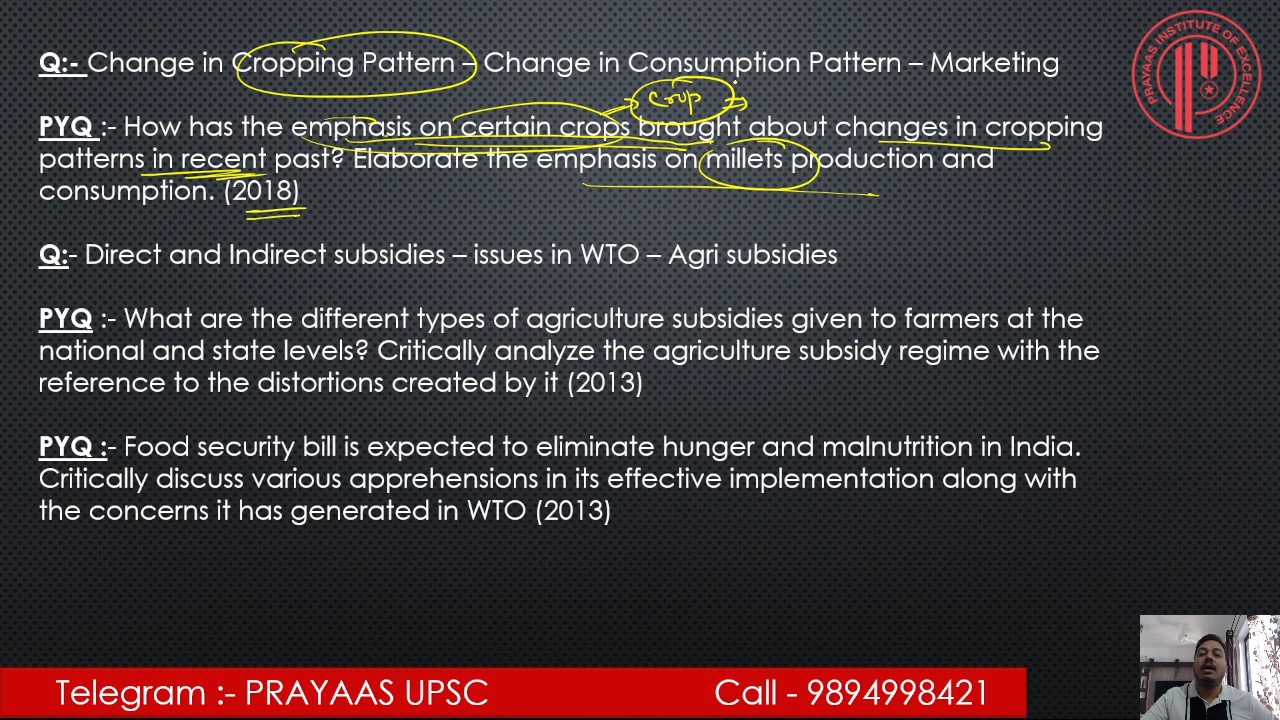 Q:- Change in Cropping Pattern – Change in Consumption Pattern – Marketing
Crop
PYQ :- How has the emphasis on certain crops brought about changes in cropping
patterns in recent past? Elaborate the emphasis on millets production and
consumption. (2018)
Q:- Direct and Indirect subsidies – issues in WTO – Agri subsidies
PYQ :- What are the different types of agriculture subsidies given to farmers at the
national and state levels? Critically analyze the agriculture subsidy regime with the
reference to the distortions created by it (2013)
PYQ :- Food security bill is expected to eliminate hunger and malnutrition in India.
Critically discuss various apprehensions in its effective implementation along with
the concerns it has generated in WTO (2013)
PRAYAAS INSTITUTE OF EXCELLENCE
Telegram :- PRAYAAS UPSC Call - 9894998421